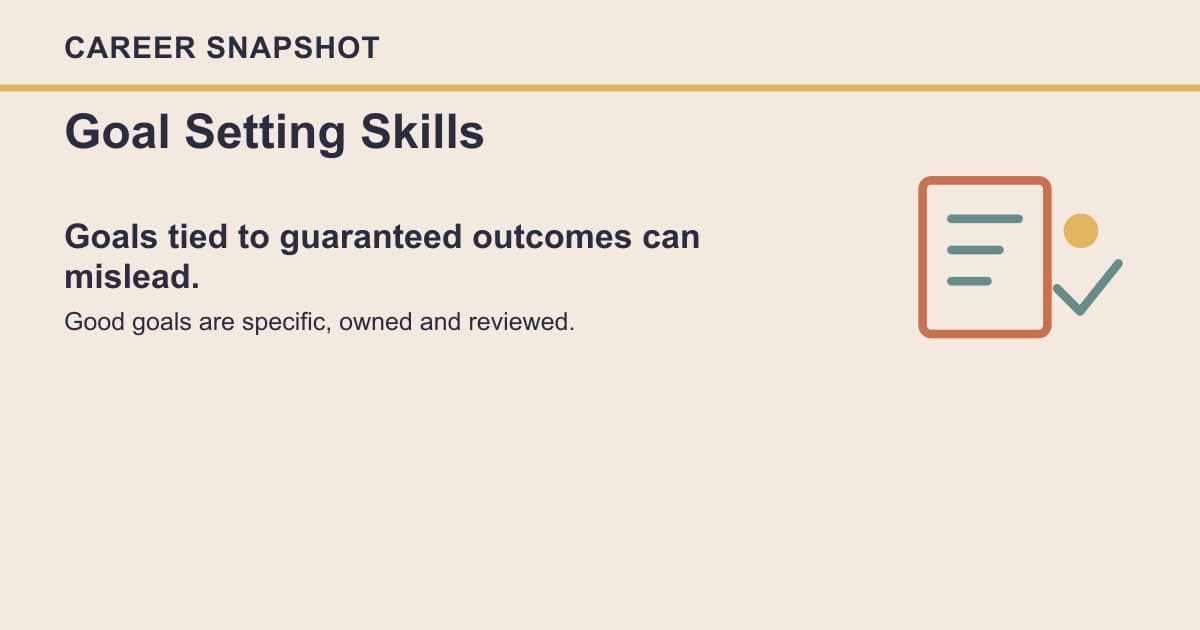 CAREER SNAPSHOT
Goal Setting Skills
Goals tied to guaranteed outcomes can
mislead.
Good goals are specific, owned and reviewed.